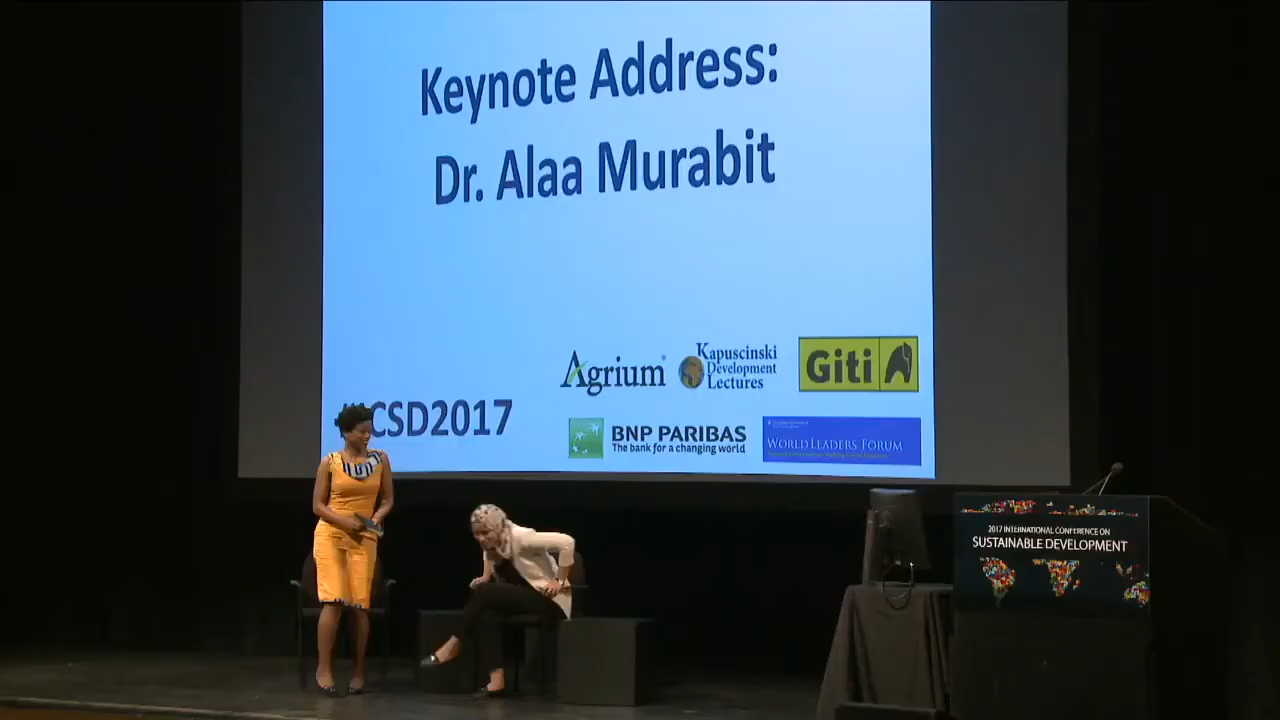 Keynote Address:
Dr. Alaa Murabit
Agrium
Kapuscinski
Development
Lectures
Giti
CSD2017
BNP PARIBAS
The bank for a changing world
WORLD LEADERS FORUM
2017 INTERNATIONAL CONFERENCE ON
SUSTAINABLE DEVELOPMENT